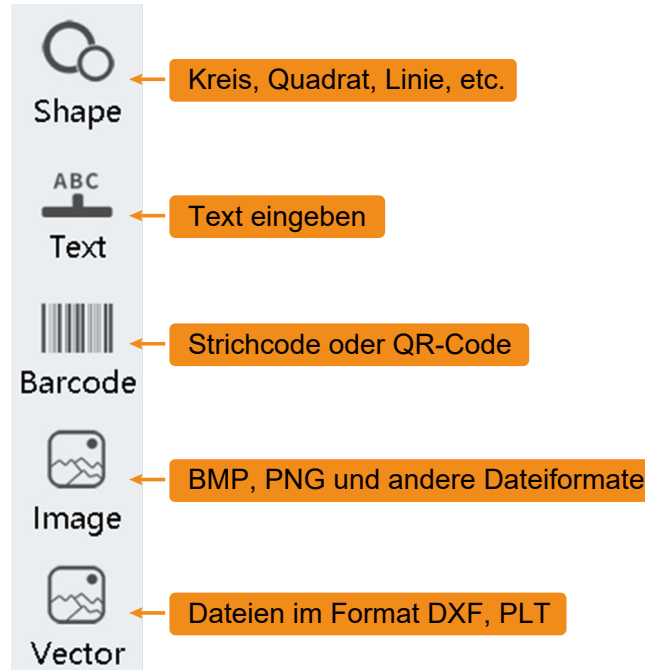 Kreis, Quadrat, Linie, etc.
Shape
ABC
Text eingeben
Text
Strichcode oder QR-Code
Barcode
BMP, PNG und andere Dateiformate
Image
Dateien im Format DXF, PLT
Vector